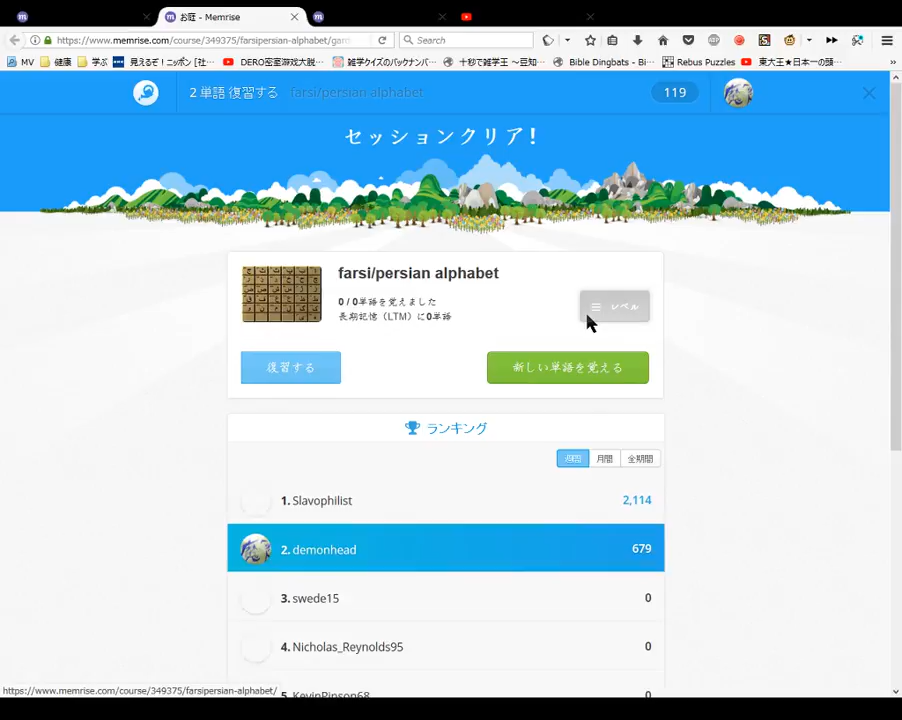 お庭 - Memrise
https://www.memrise.com/course/349375/farsipersian-alphabet/gard
Search
MV 健康 学ぶ 見えるぞ！ニッポン [社… DERO密室游戏大脱… 雑学クイズのバックナンバ… 十秒で雑学王 ～豆知… Bible Dingbats - Bi… Rebus Puzzles 東大王★日本一の頭…
2 単語 復習する farsi/persian alphabet 119
セッションクリア！
farsi/persian alphabet
0 / 0単語を覚えました
長期記憶（LTM）に0単語
レベル
復習する
新しい単語を覚える
ランキング
週間 月間 全期間
1. Slavophilist 2,114
2. demonhead 679
3. swede15 0
4. Nicholas_Reynolds95 0
5. KevinPinson68 0
https://www.memrise.com/course/349375/farsipersian-alphabet/